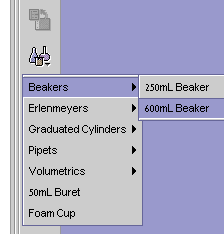 Beakers
Erlenmeyers
Graduated Cylinders
Pipets
Volumetrics
50mL Buret
Foam Cup
250mL Beaker
600mL Beaker